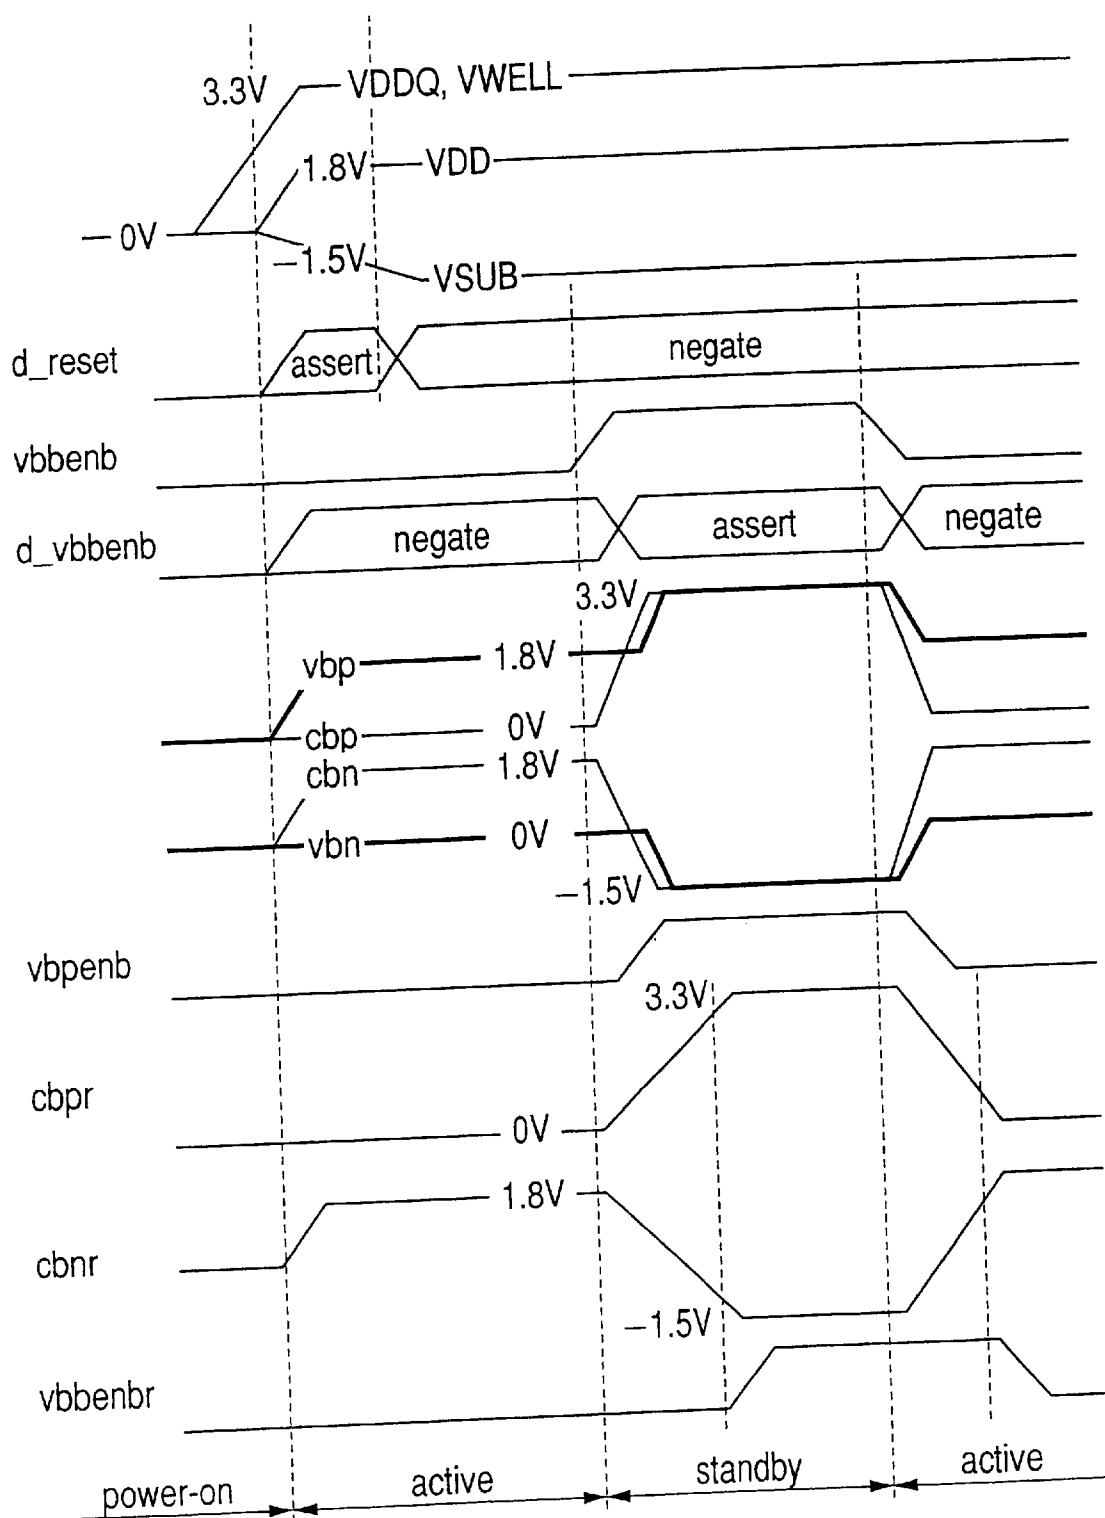 3.3V VDDQ, VWELL
1.8V VDD
0V
−1.5V VSUB
d_reset assert negate
vbbenb
d_vbbenb negate assert negate
3.3V
vbp 1.8V
cbp 0V
cbn 1.8V
vbn 0V
−1.5V
vbpenb
3.3V
cbpr
0V
1.8V
cbnr
−1.5V
vbbenbr
power-on active standby active